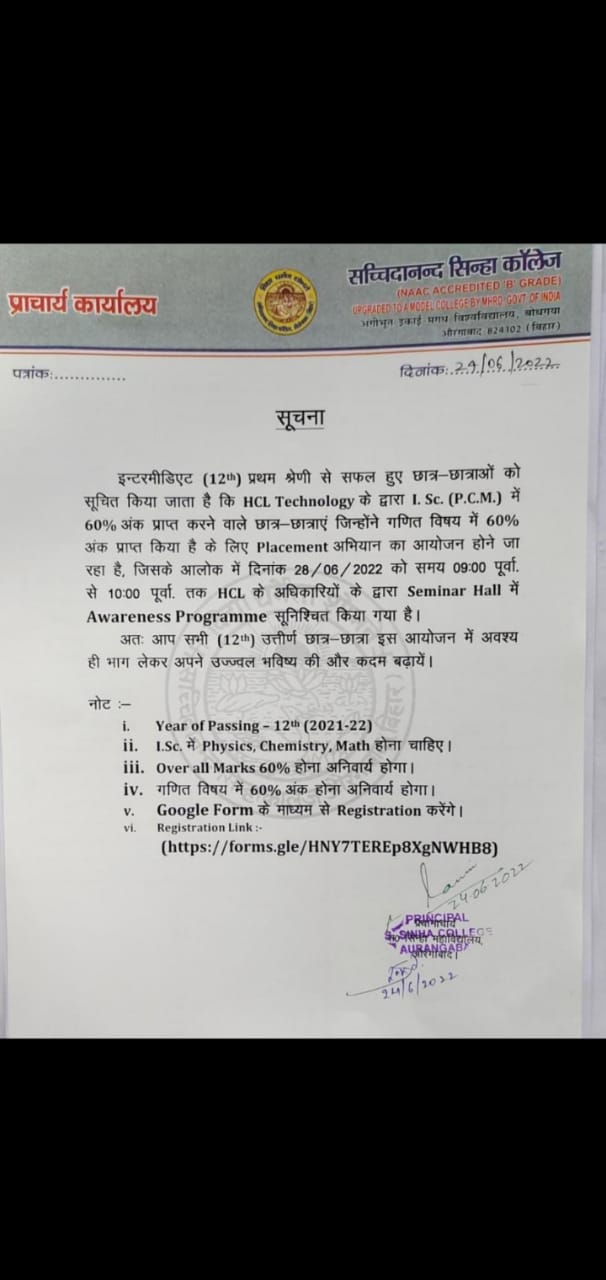 प्राचार्य कार्यालय
सच्चिदानन्द सिन्हा कॉलेज
(NAAC ACCREDITED 'B' GRADE)
UPGRADED TO A MODEL COLLEGE BY MHRD, GOVT. OF INDIA
अंगीभूत इकाई मगध विश्वविद्यालय, बोधगया
औरंगाबाद 824102 (बिहार)
पत्रांक:..............
दिनांक:.24/06/2022...
सूचना
इन्टरमीडिएट (12th) प्रथम श्रेणी से सफल हुए छात्र–छात्राओं को
सूचित किया जाता है कि HCL Technology के द्वारा I. Sc. (P.C.M.) में
60% अंक प्राप्त करने वाले छात्र–छात्राएं जिन्होंने गणित विषय में 60%
अंक प्राप्त किया है के लिए Placement अभियान का आयोजन होने जा
रहा है, जिसके आलोक में दिनांक 28/06/2022 को समय 09:00 पूर्वा.
से 10:00 पूर्वा. तक HCL के अधिकारियों के द्वारा Seminar Hall में
Awareness Programme सुनिश्चित किया गया है।
अतः आप सभी (12th) उत्तीर्ण छात्र–छात्रा इस आयोजन में अवश्य
ही भाग लेकर अपने उज्ज्वल भविष्य की और कदम बढ़ायें।
नोट :–
i. Year of Passing – 12th (2021-22)
ii. I.Sc. में Physics, Chemistry, Math होना चाहिए।
iii. Over all Marks 60% होना अनिवार्य होगा।
iv. गणित विषय में 60% अंक होना अनिवार्य होगा।
v. Google Form के माध्यम से Registration करेंगे।
vi. Registration Link :-
(https://forms.gle/HNY7TEREp8XgNWHB8)
24.06.2022
PRINCIPAL
प्रधानाचार्य
S. SINHA COLLEGE
सिन्हा महाविद्यालय,
AURANGABAD
औरंगाबाद।
24/6/2022